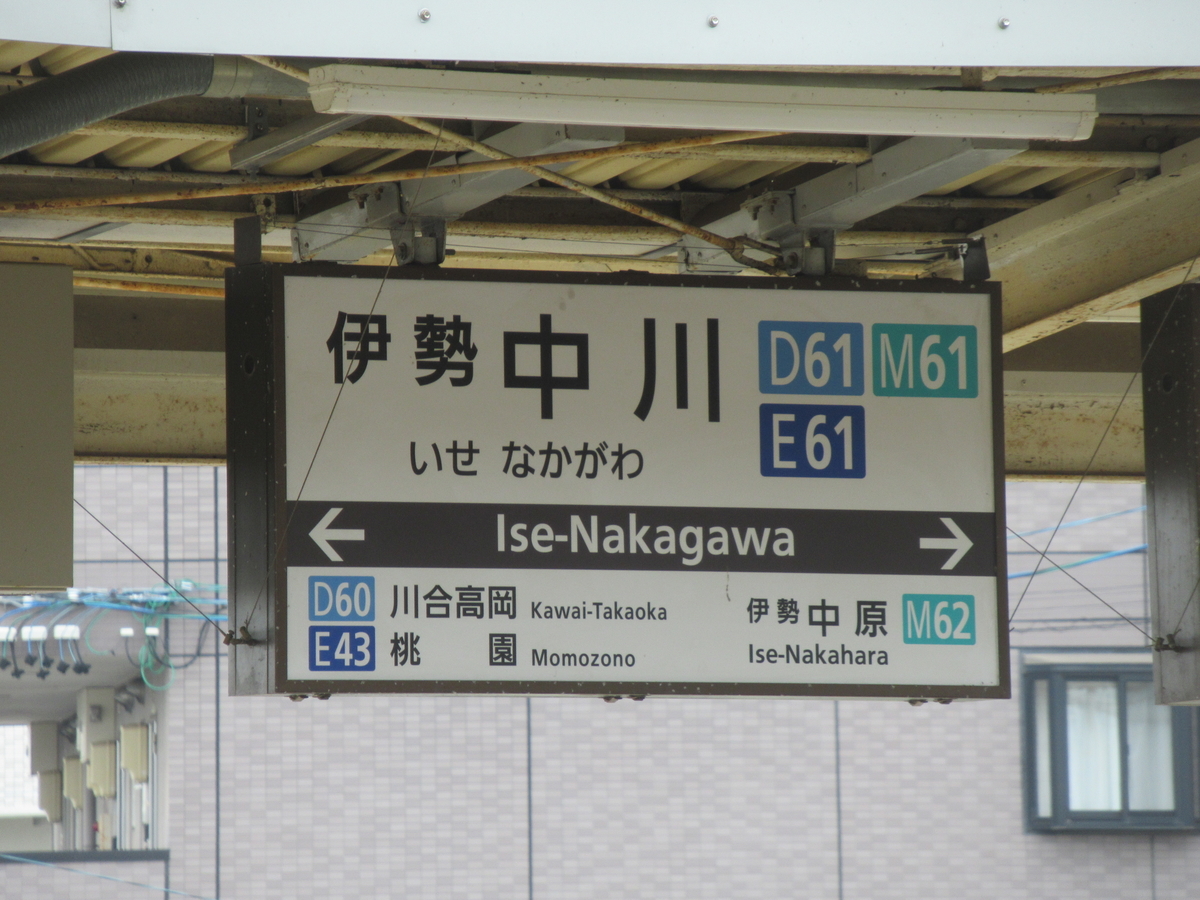 伊勢中川 D61 M61
E61
いせ なかがわ
← Ise-Nakagawa →
D60 川合高岡 Kawai-Takaoka
E43 桃園 Momozono
伊勢中原 M62
Ise-Nakahara